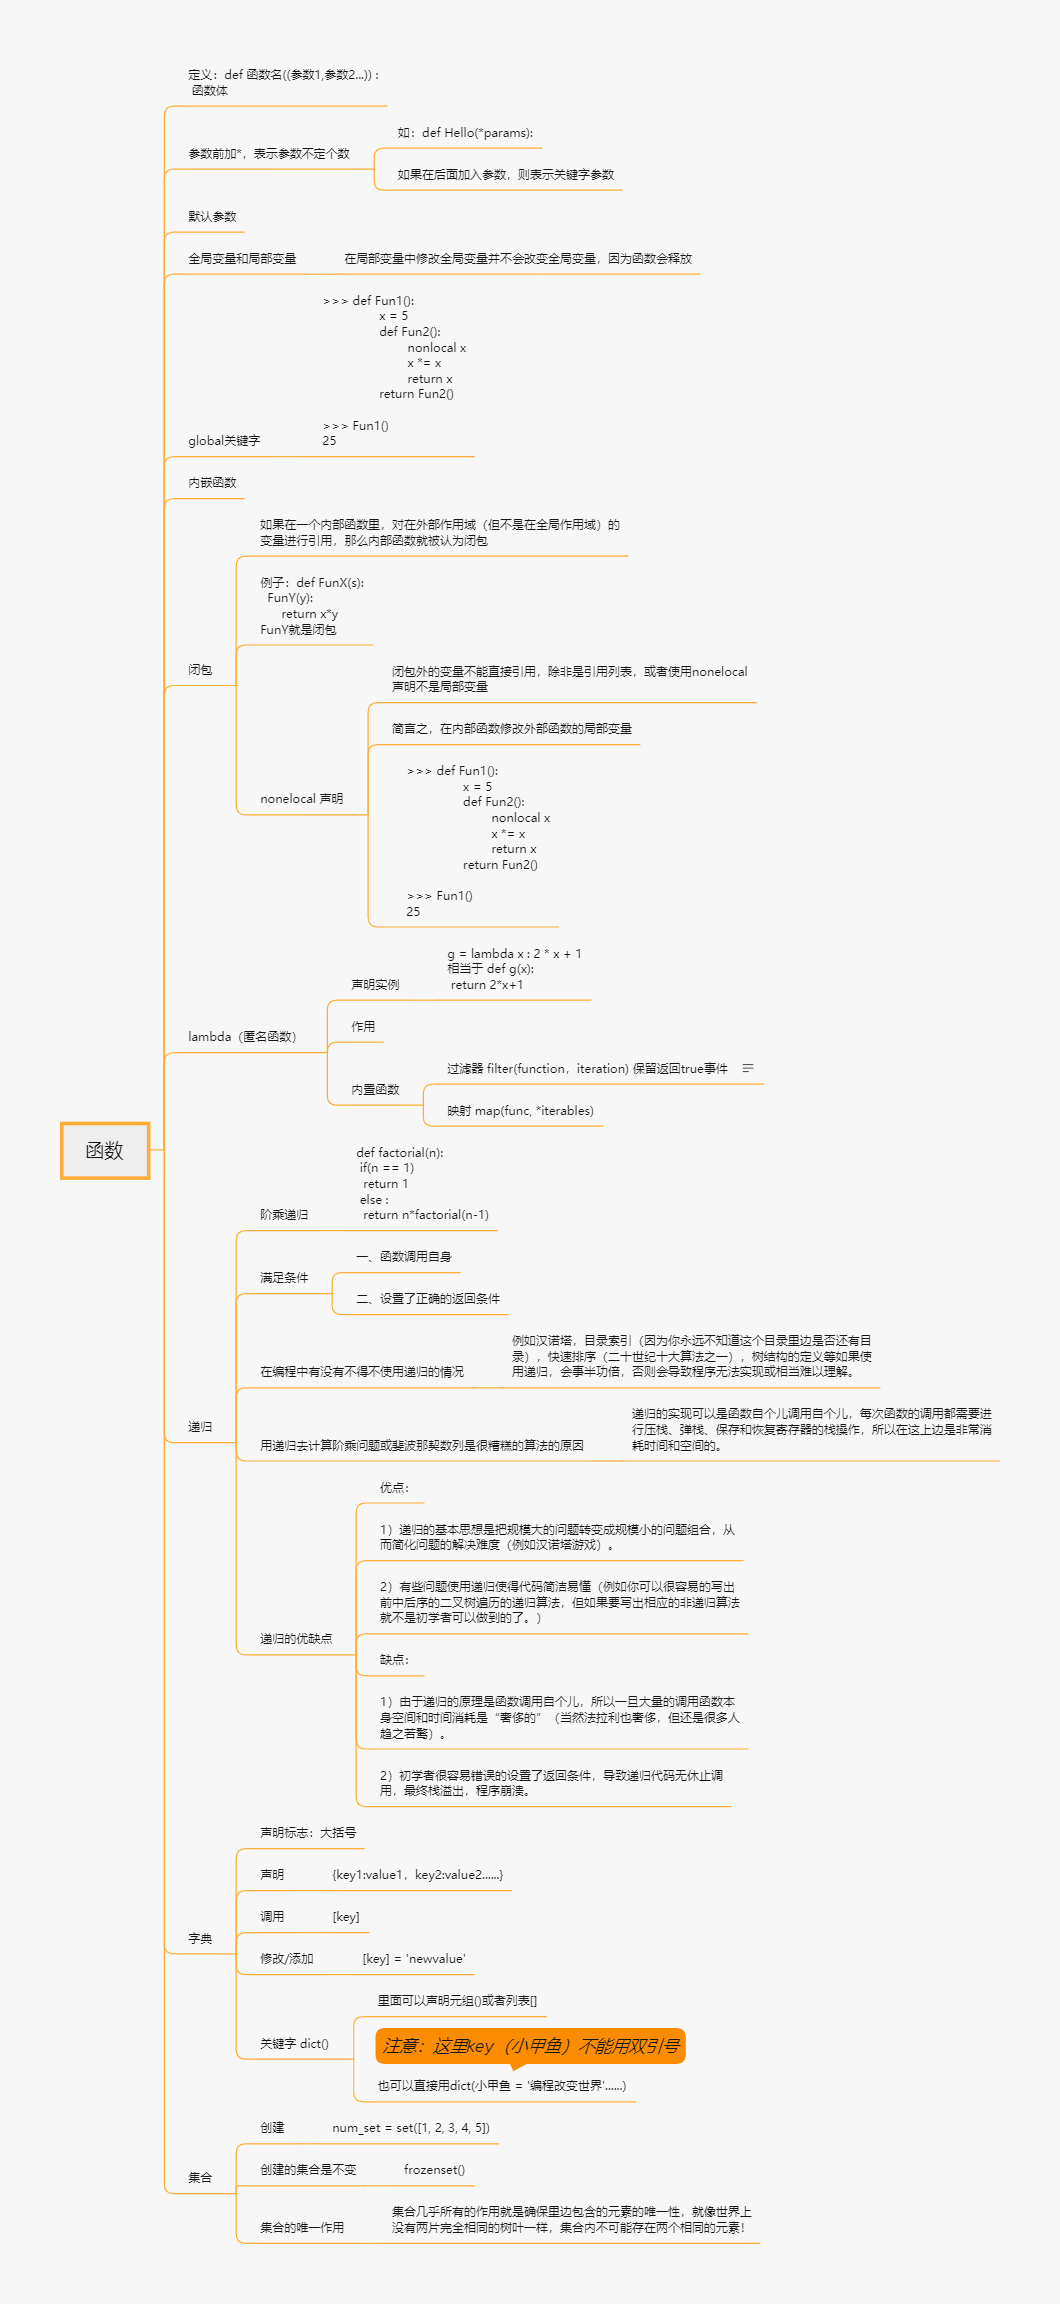 定义：def 函数名((参数1,参数2...)) :
函数体
参数前加*，表示参数不定个数
如：def Hello(*params):
如果在后面加入参数，则表示关键字参数
默认参数
全局变量和局部变量
在局部变量中修改全局变量并不会改变全局变量，因为函数会释放
global关键字
>>> def Fun1():
x = 5
def Fun2():
nonlocal x
x *= x
return x
return Fun2()
>>> Fun1()
25
内嵌函数
闭包
如果在一个内部函数里，对在外部作用域（但不是在全局作用域）的
变量进行引用，那么内部函数就被认为闭包
例子：def FunX(s):
FunY(y):
return x*y
FunY就是闭包
nonelocal 声明
闭包外的变量不能直接引用，除非是引用列表，或者使用nonelocal
声明不是局部变量
简言之，在内部函数修改外部函数的局部变量
>>> def Fun1():
x = 5
def Fun2():
nonlocal x
x *= x
return x
return Fun2()
>>> Fun1()
25
lambda（匿名函数）
声明实例
g = lambda x : 2 * x + 1
相当于 def g(x):
return 2*x+1
作用
内置函数
过滤器 filter(function，iteration) 保留返回true事件
映射 map(func, *iterables)
函数
递归
阶乘递归
def factorial(n):
if(n == 1)
return 1
else :
return n*factorial(n-1)
满足条件
一、函数调用自身
二、设置了正确的返回条件
在编程中有没有不得不使用递归的情况
例如汉诺塔，目录索引（因为你永远不知道这个目录里边是否还有目
录），快速排序（二十世纪十大算法之一），树结构的定义等如果使
用递归，会事半功倍，否则会导致程序无法实现或相当难以理解。
用递归去计算阶乘问题或斐波那契数列是很糟糕的算法的原因
递归的实现可以是函数自个儿调用自个儿，每次函数的调用都需要进
行压栈、弹栈、保存和恢复寄存器的栈操作，所以在这上边是非常消
耗时间和空间的。
递归的优缺点
优点：
1）递归的基本思想是把规模大的问题转变成规模小的问题组合，从
而简化问题的解决难度（例如汉诺塔游戏）。
2）有些问题使用递归使得代码简洁易懂（例如你可以很容易的写出
前中后序的二叉树遍历的递归算法，但如果要写出相应的非递归算法
就不是初学者可以做到的了。）
缺点：
1）由于递归的原理是函数调用自个儿，所以一旦大量的调用函数本
身空间和时间消耗是“奢侈的”（当然法拉利也奢侈，但还是很多人
趋之若鹜）。
2）初学者很容易错误的设置了返回条件，导致递归代码无休止调
用，最终栈溢出，程序崩溃。
字典
声明标志：大括号
声明
{key1:value1，key2:value2......}
调用
[key]
修改/添加
[key] = 'newvalue'
关键字 dict()
里面可以声明元组()或者列表[]
注意：这里key（小甲鱼）不能用双引号
也可以直接用dict(小甲鱼 = '编程改变世界'......)
集合
创建
num_set = set([1, 2, 3, 4, 5])
创建的集合是不变
frozenset()
集合的唯一作用
集合几乎所有的作用就是确保里边包含的元素的唯一性，就像世界上
没有两片完全相同的树叶一样，集合内不可能存在两个相同的元素！